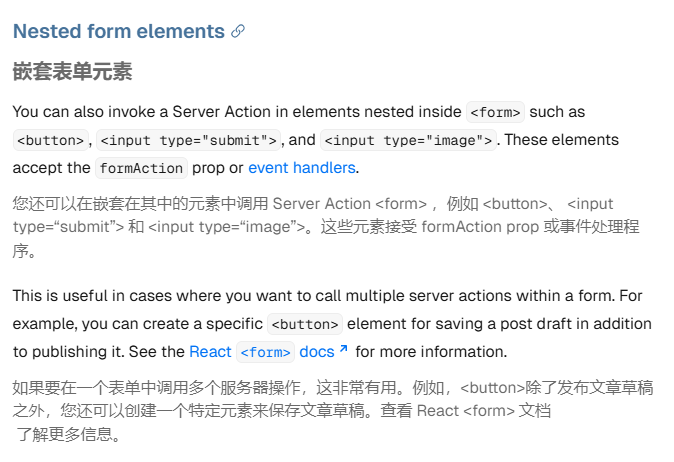 Nested form elements
嵌套表单元素
You can also invoke a Server Action in elements nested inside <form> such as
<button>, <input type="submit">, and <input type="image">. These elements
accept the formAction prop or event handlers.
您还可以在嵌套在其中的元素中调用 Server Action <form> ，例如 <button>、 <input
type=“submit”> 和 <input type=“image”>。这些元素接受 formAction prop 或事件处理程
序。
This is useful in cases where you want to call multiple server actions within a form. For
example, you can create a specific <button> element for saving a post draft in addition
to publishing it. See the React <form> docs ↗ for more information.
如果要在一个表单中调用多个服务器操作，这非常有用。例如，<button>除了发布文章草稿
之外，您还可以创建一个特定元素来保存文章草稿。查看 React <form> 文档
了解更多信息。